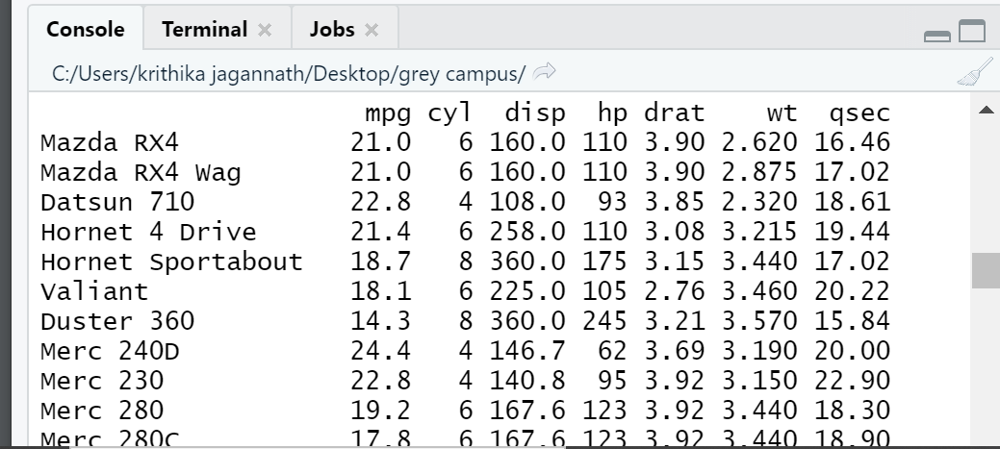 Console Terminal Jobs
C:/Users/krithika jagannath/Desktop/grey campus/
mpg cyl disp hp drat wt qsec
Mazda RX4 21.0 6 160.0 110 3.90 2.620 16.46
Mazda RX4 Wag 21.0 6 160.0 110 3.90 2.875 17.02
Datsun 710 22.8 4 108.0 93 3.85 2.320 18.61
Hornet 4 Drive 21.4 6 258.0 110 3.08 3.215 19.44
Hornet Sportabout 18.7 8 360.0 175 3.15 3.440 17.02
Valiant 18.1 6 225.0 105 2.76 3.460 20.22
Duster 360 14.3 8 360.0 245 3.21 3.570 15.84
Merc 240D 24.4 4 146.7 62 3.69 3.190 20.00
Merc 230 22.8 4 140.8 95 3.92 3.150 22.90
Merc 280 19.2 6 167.6 123 3.92 3.440 18.30
Merc 280C 17.8 6 167.6 123 3.92 3.440 18.90